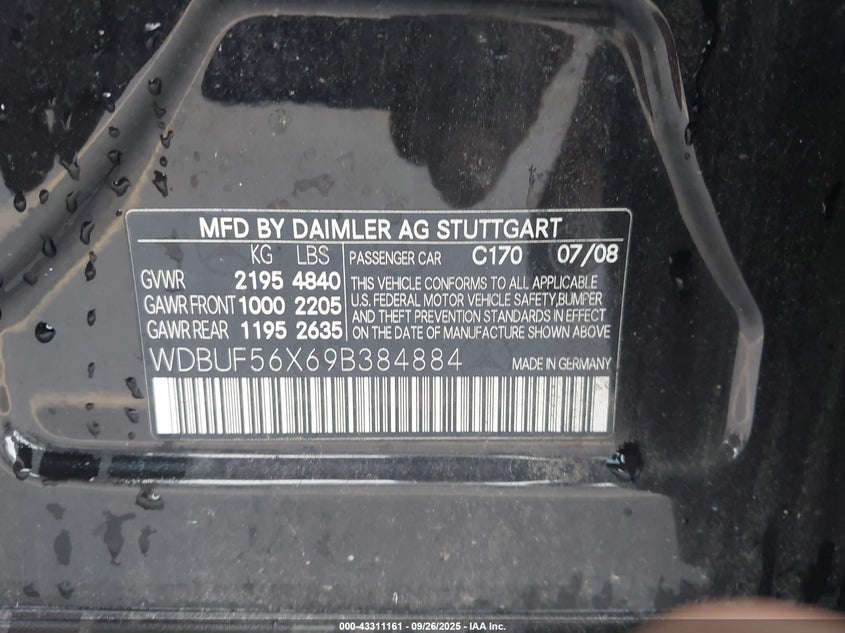 MFD BY DAIMLER AG STUTTGART
KG LBS PASSENGER CAR C170 07/08
GVWR 2195 4840
GAWR FRONT 1000 2205
GAWR REAR 1195 2635
THIS VEHICLE CONFORMS TO ALL APPLICABLE
U.S. FEDERAL MOTOR VEHICLE SAFETY, BUMPER
AND THEFT PREVENTION STANDARDS IN EFFECT
ON THE DATE OF MANUFACTURE SHOWN ABOVE
WDBUF56X69B384884 MADE IN GERMANY
000-43311161 - 09/26/2025 - IAA Inc.